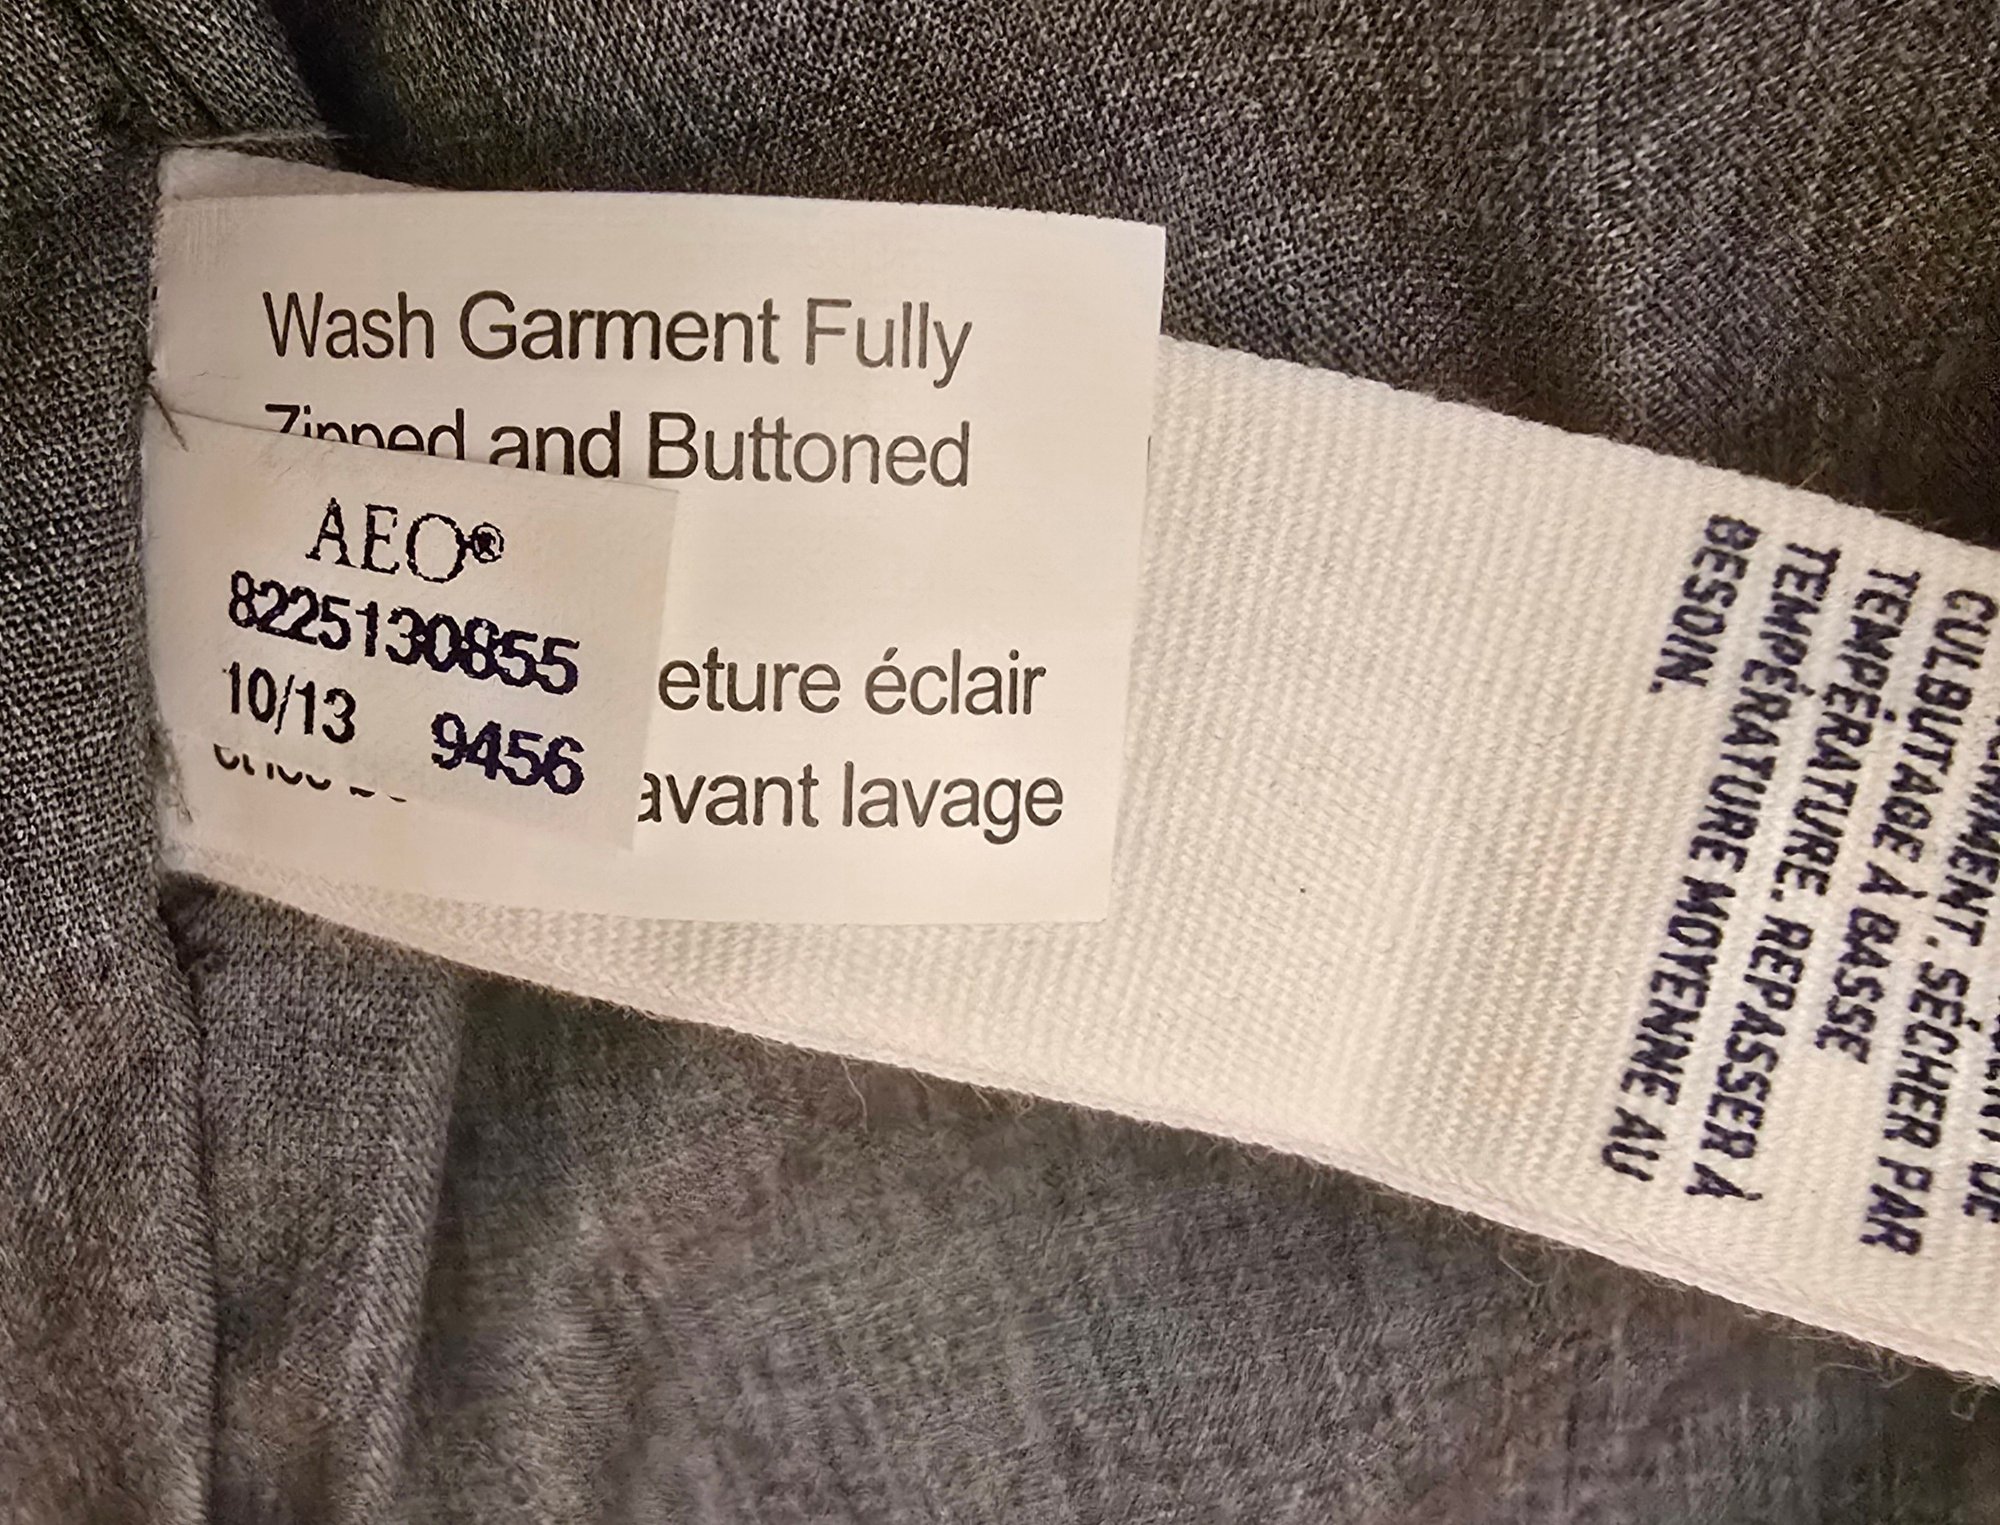 Wash Garment Fully
Zipped and Buttoned
AEO®
8225130855
10/13 9456
eture éclair
avant lavage
CULBUTAGE À BASSE
TEMPÉRATURE. REPASSER À
TEMPÉRATURE MOYENNE AU
BESOIN.